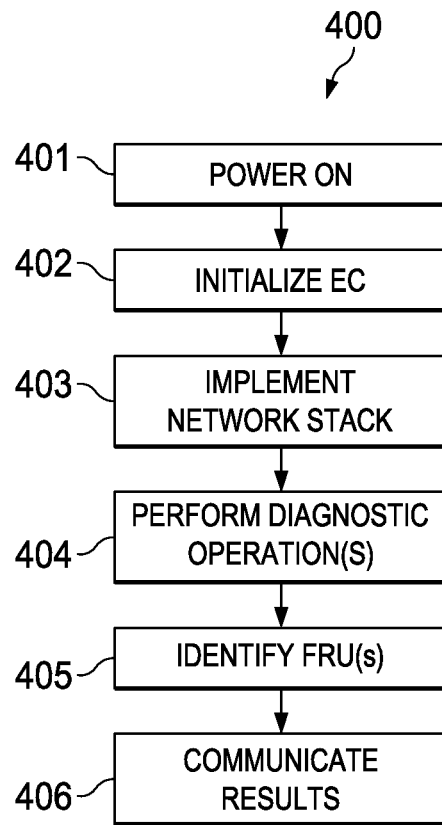 400
401
POWER ON
402
INITIALIZE EC
403
IMPLEMENT
NETWORK STACK
404
PERFORM DIAGNOSTIC
OPERATION(S)
405
IDENTIFY FRU(s)
406
COMMUNICATE
RESULTS